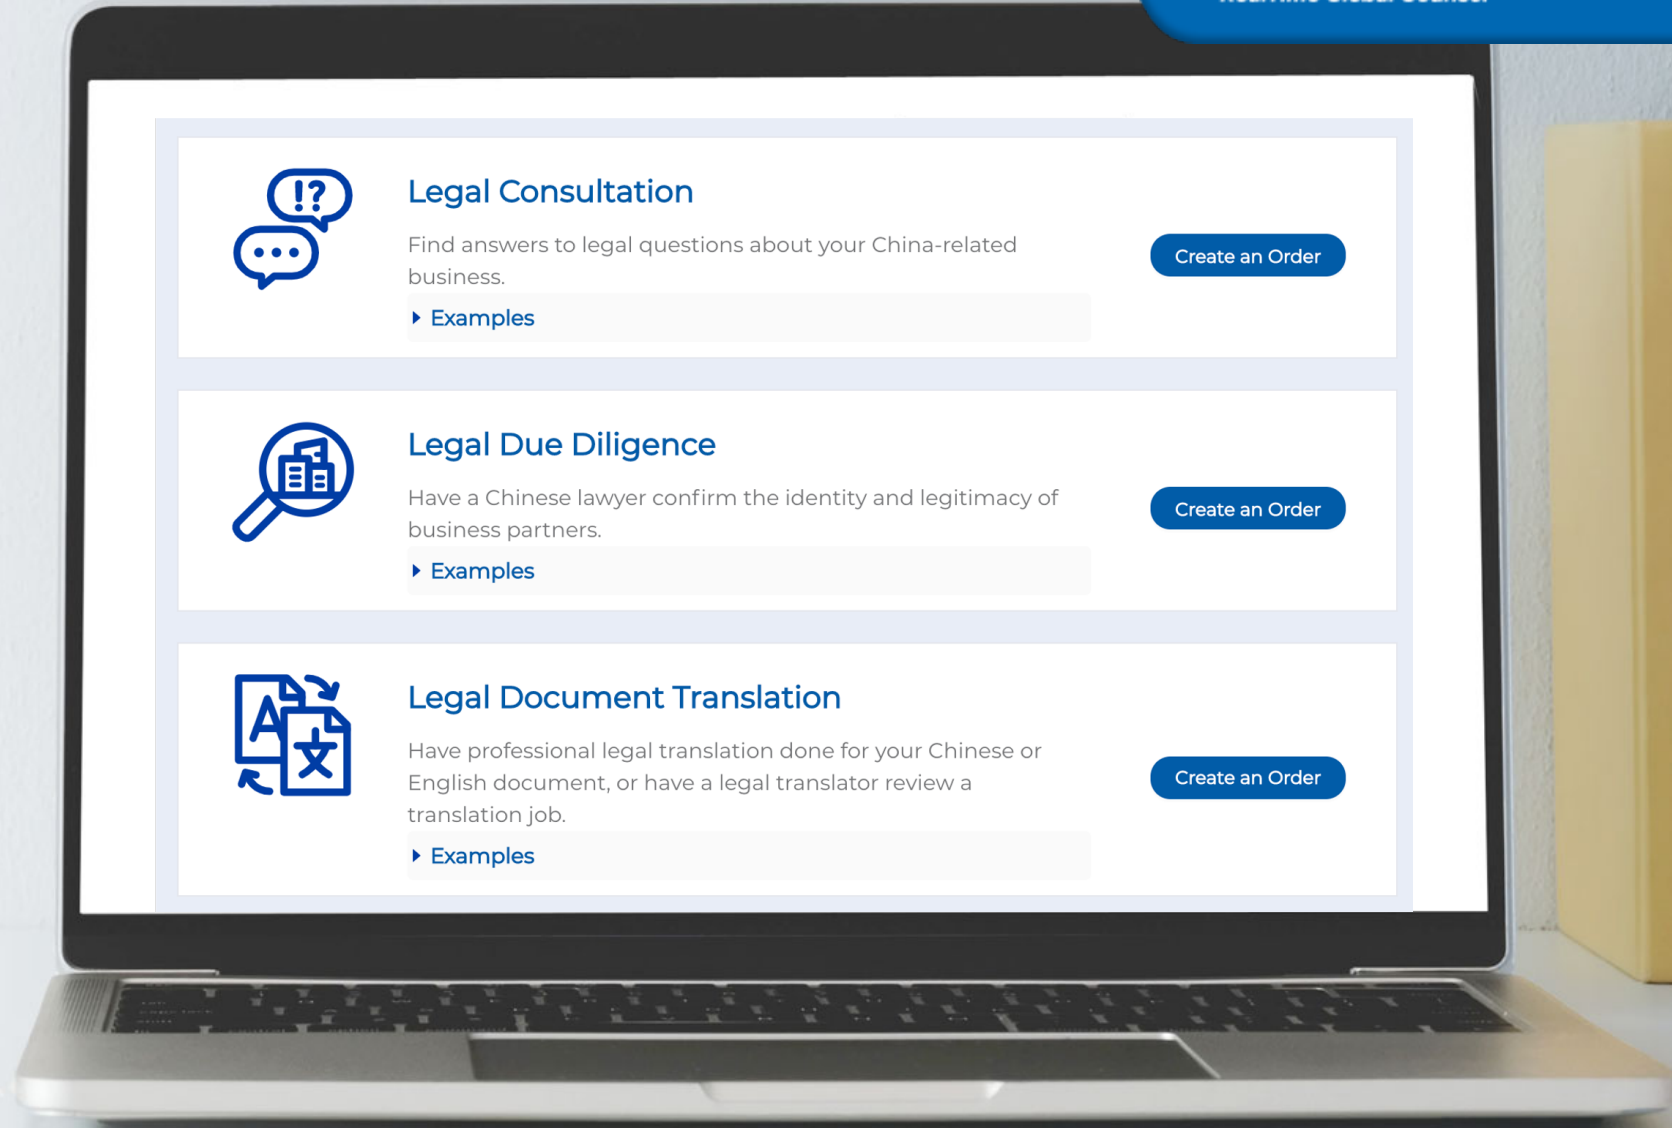 Global Counsel
!?
Legal Consultation
Find answers to legal questions about your China-related
business.
Create an Order
Examples
Legal Due Diligence
Have a Chinese lawyer confirm the identity and legitimacy of
business partners.
Create an Order
Examples
A
文
Legal Document Translation
Have professional legal translation done for your Chinese or
English document, or have a legal translator review a
translation job.
Create an Order
Examples